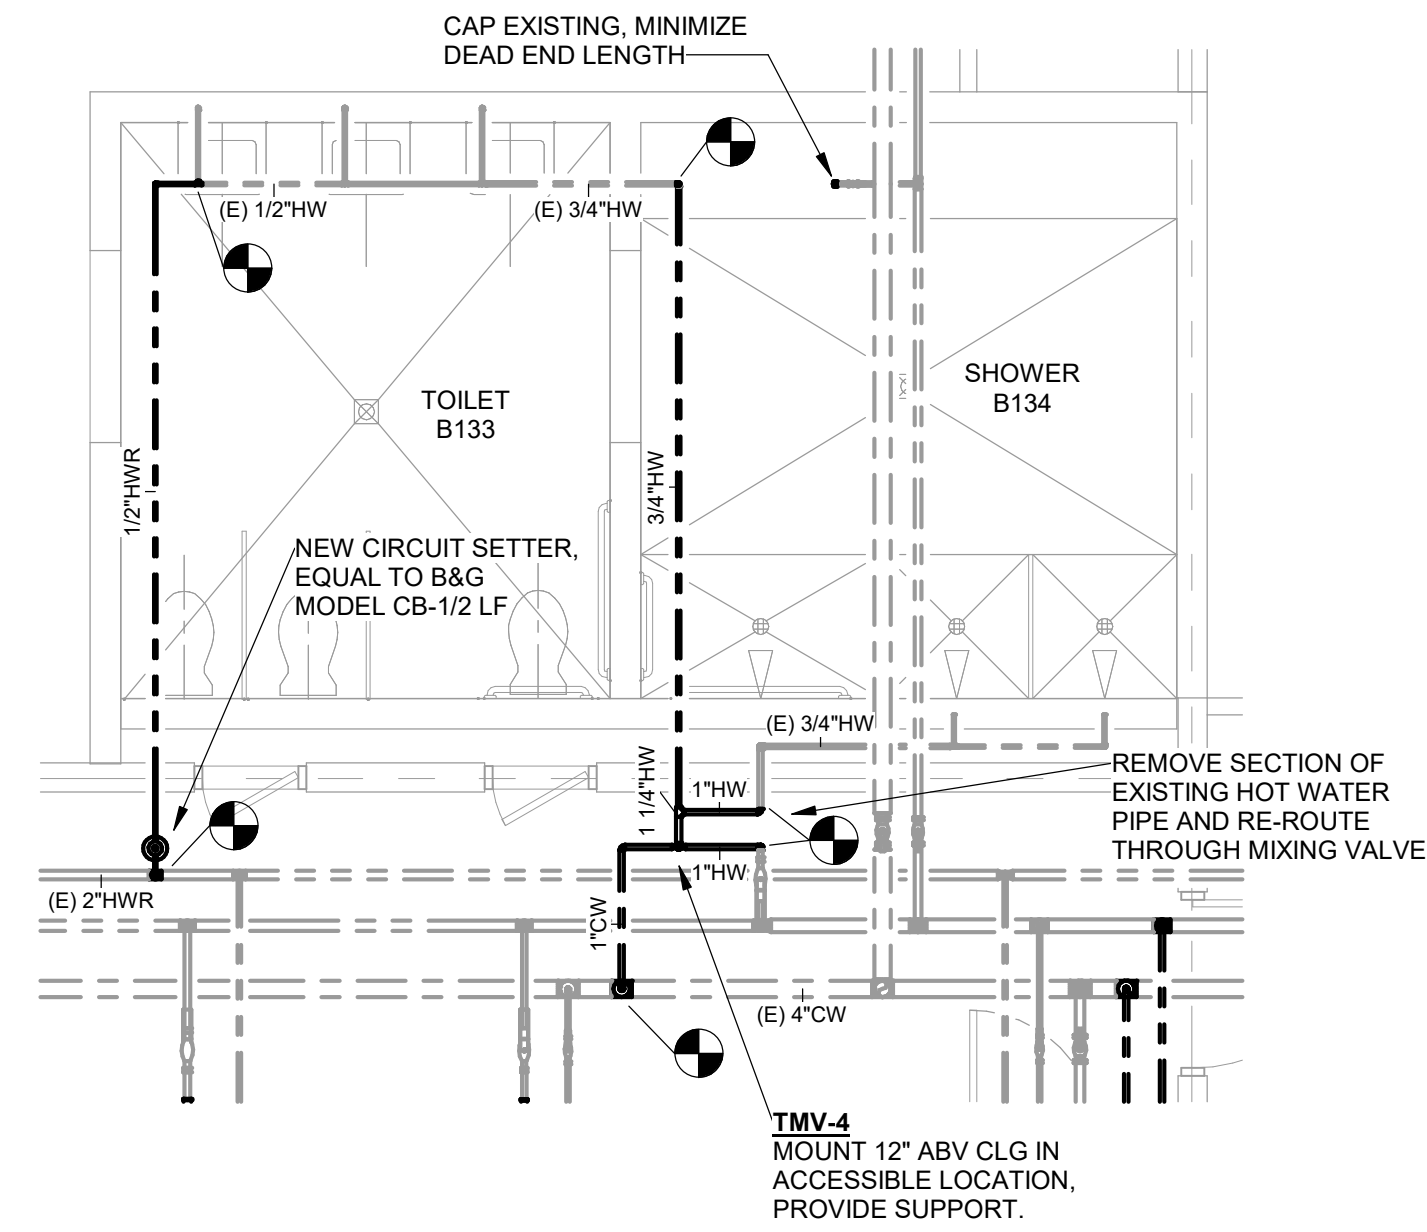 CAP EXISTING, MINIMIZE
DEAD END LENGTH
(E) 1/2"HW
(E) 3/4"HW
TOILET
B133
SHOWER
B134
1/2"HWR
3/4"HW
NEW CIRCUIT SETTER,
EQUAL TO B&G
MODEL CB-1/2 LF
(E) 3/4"HW
1 1/4"HW
1"HW
REMOVE SECTION OF
EXISTING HOT WATER
PIPE AND RE-ROUTE
THROUGH MIXING VALVE
1"HW
(E) 2"HWR
1"CW
(E) 4"CW
TMV-4
MOUNT 12" ABV CLG IN
ACCESSIBLE LOCATION,
PROVIDE SUPPORT.